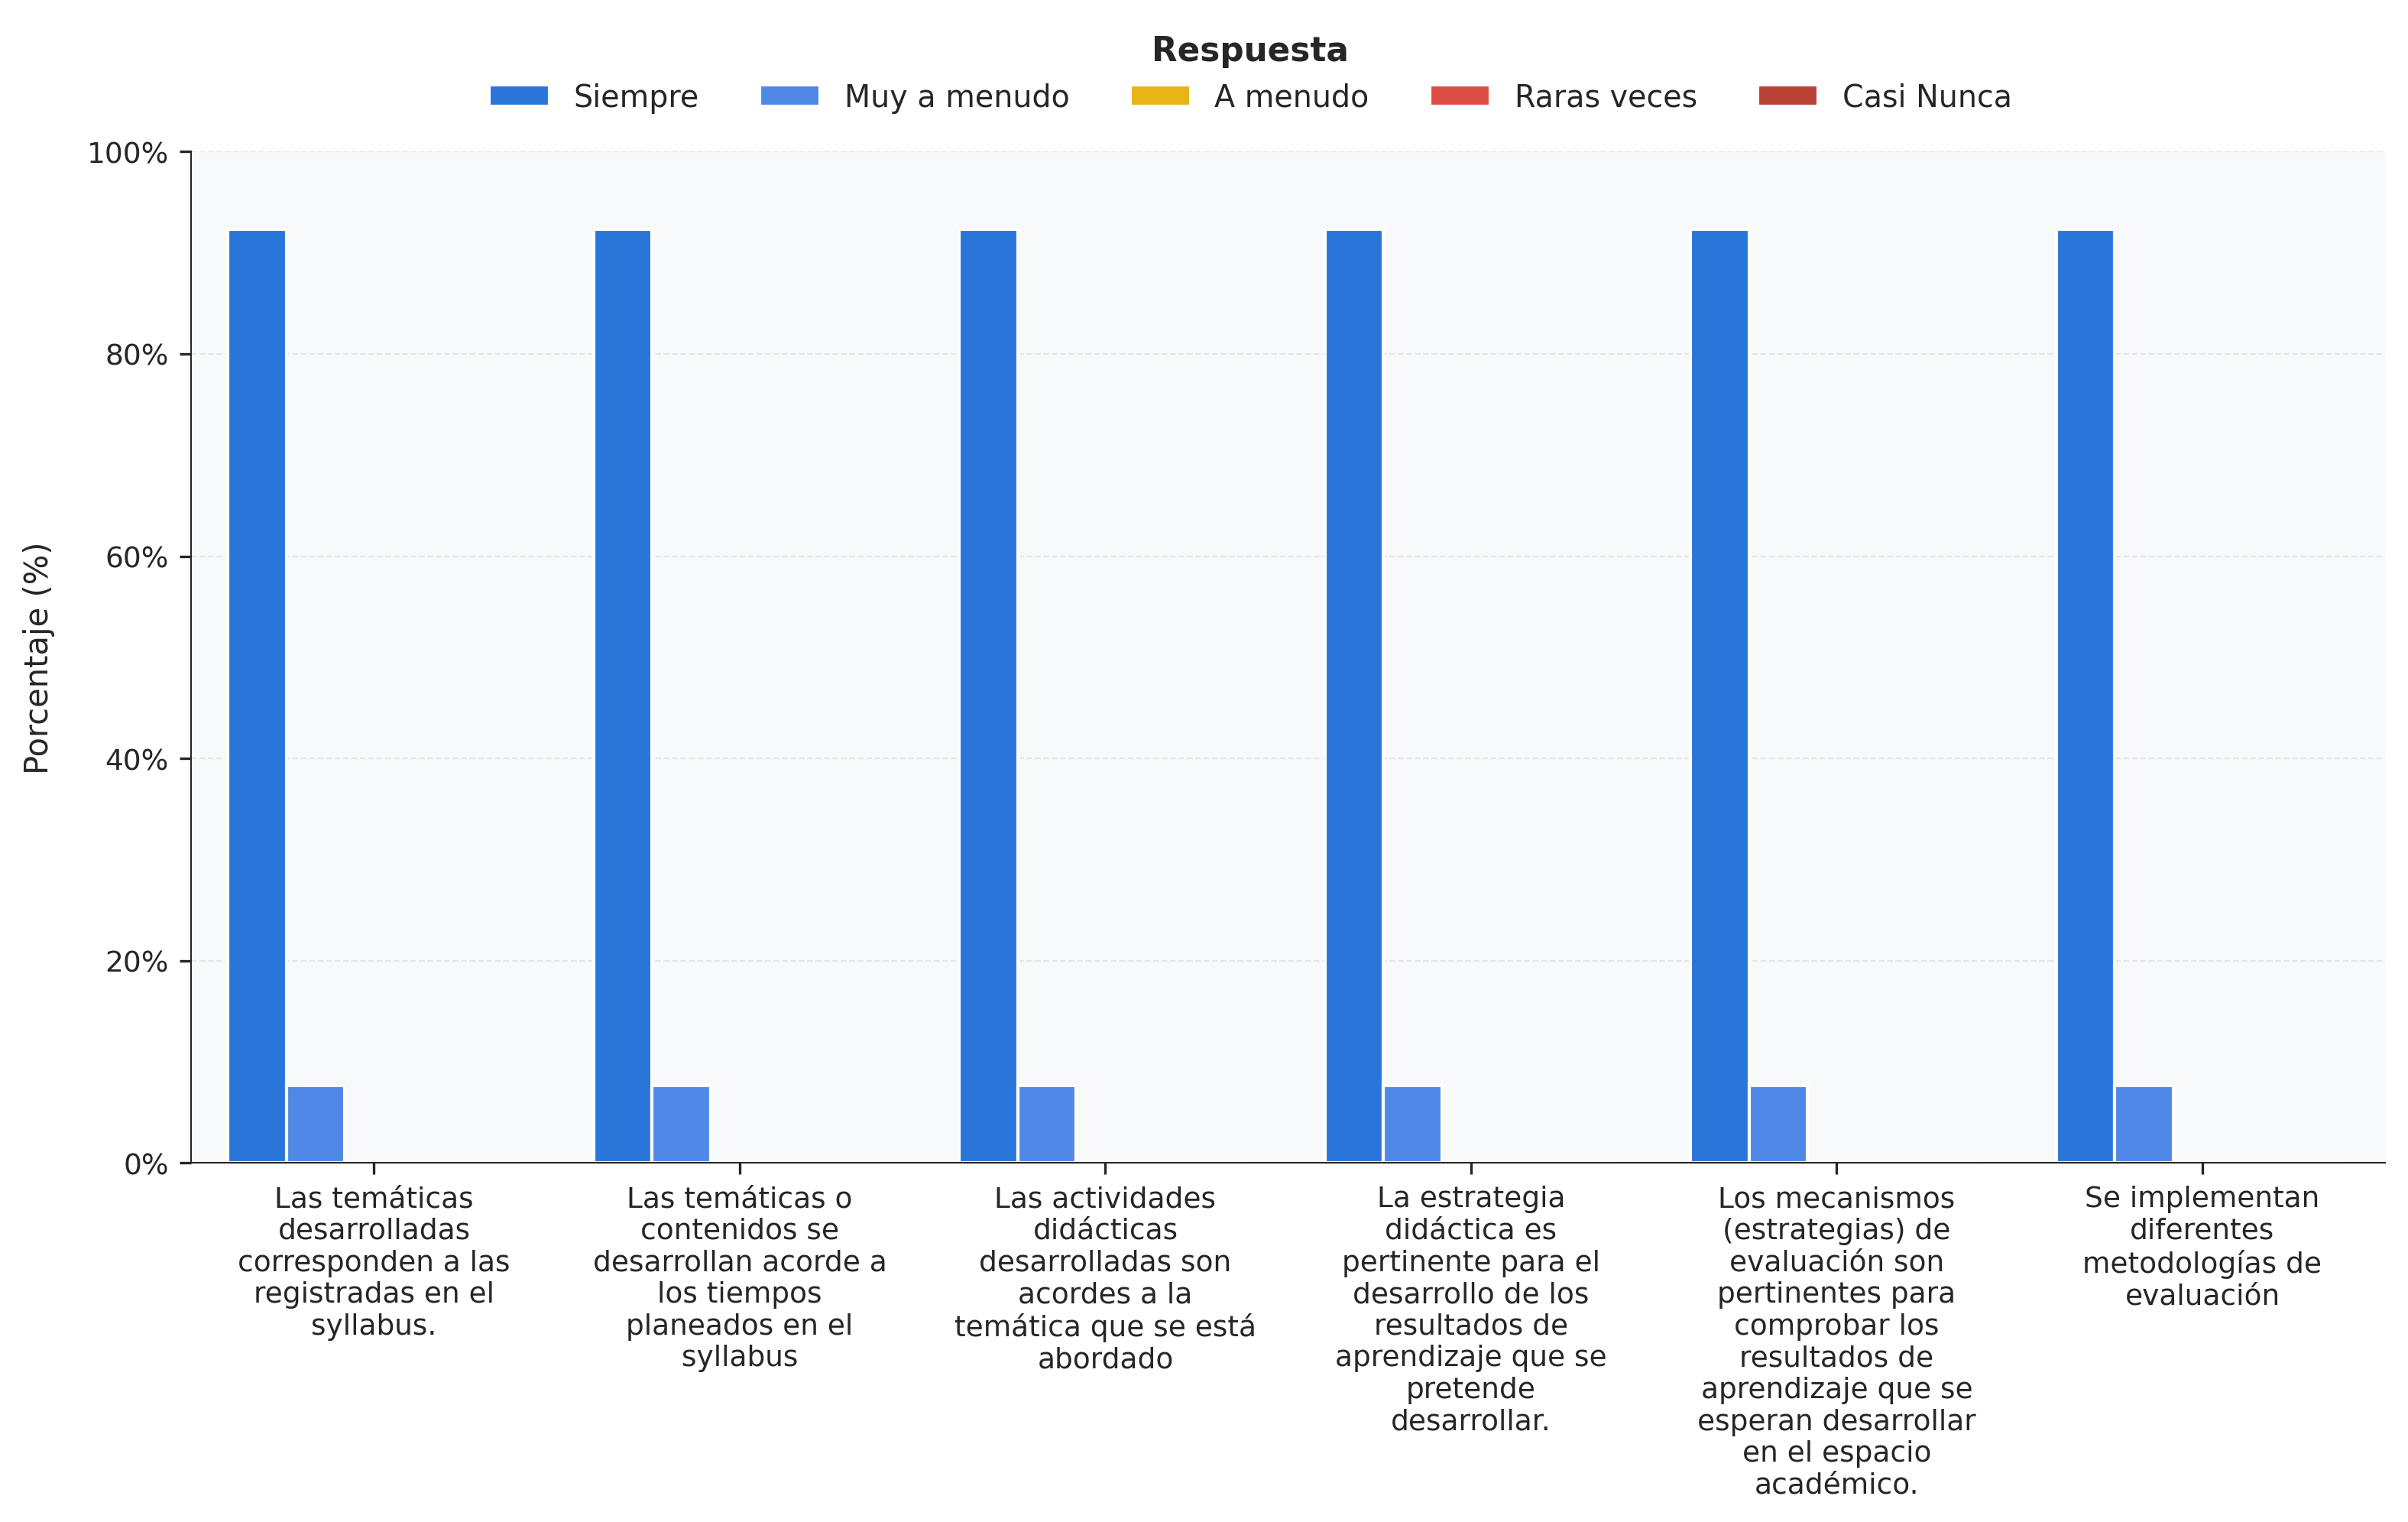 Respuesta
Siempre
Muy a menudo
A menudo
Raras veces
Casi Nunca
Porcentaje (%)
100%
80%
60%
40%
20%
0%
Las temáticas
desarrolladas
corresponden a las
registradas en el
syllabus.
Las temáticas o
contenidos se
desarrollan acorde a
los tiempos
planeados en el
syllabus
Las actividades
didácticas
desarrolladas son
acordes a la
temática que se está
abordado
La estrategia
didáctica es
pertinente para el
desarrollo de los
resultados de
aprendizaje que se
pretende
desarrollar.
Los mecanismos
(estrategias) de
evaluación son
pertinentes para
comprobar los
resultados de
aprendizaje que se
esperan desarrollar
en el espacio
académico.
Se implementan
diferentes
metodologías de
evaluación